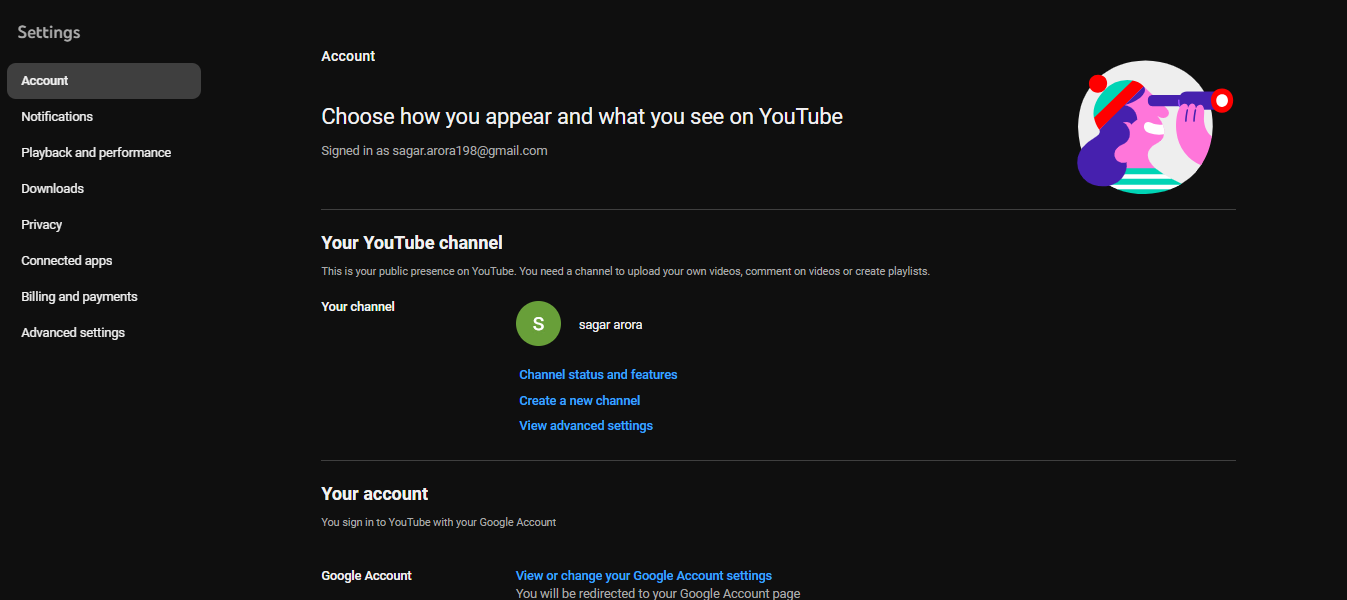 Settings
Account
Notifications
Playback and performance
Downloads
Privacy
Connected apps
Billing and payments
Advanced settings
Account
Choose how you appear and what you see on YouTube
Signed in as sagar.arora198@gmail.com
Your YouTube channel
This is your public presence on YouTube. You need a channel to upload your own videos, comment on videos or create playlists.
Your channel
S
sagar arora
Channel status and features
Create a new channel
View advanced settings
Your account
You sign in to YouTube with your Google Account
Google Account
View or change your Google Account settings
You will be redirected to your Google Account page